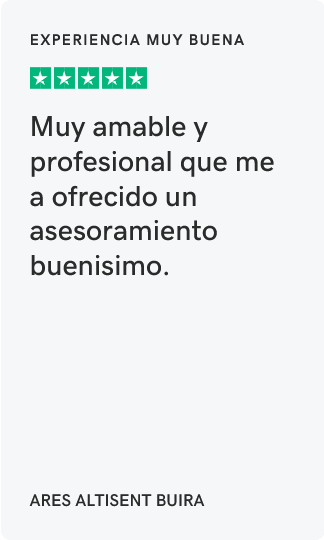 EXPERIENCIA MUY BUENA
Muy amable y
profesional que me
a ofrecido un
asesoramiento
buenisimo.
ARES ALTISENT BUIRA